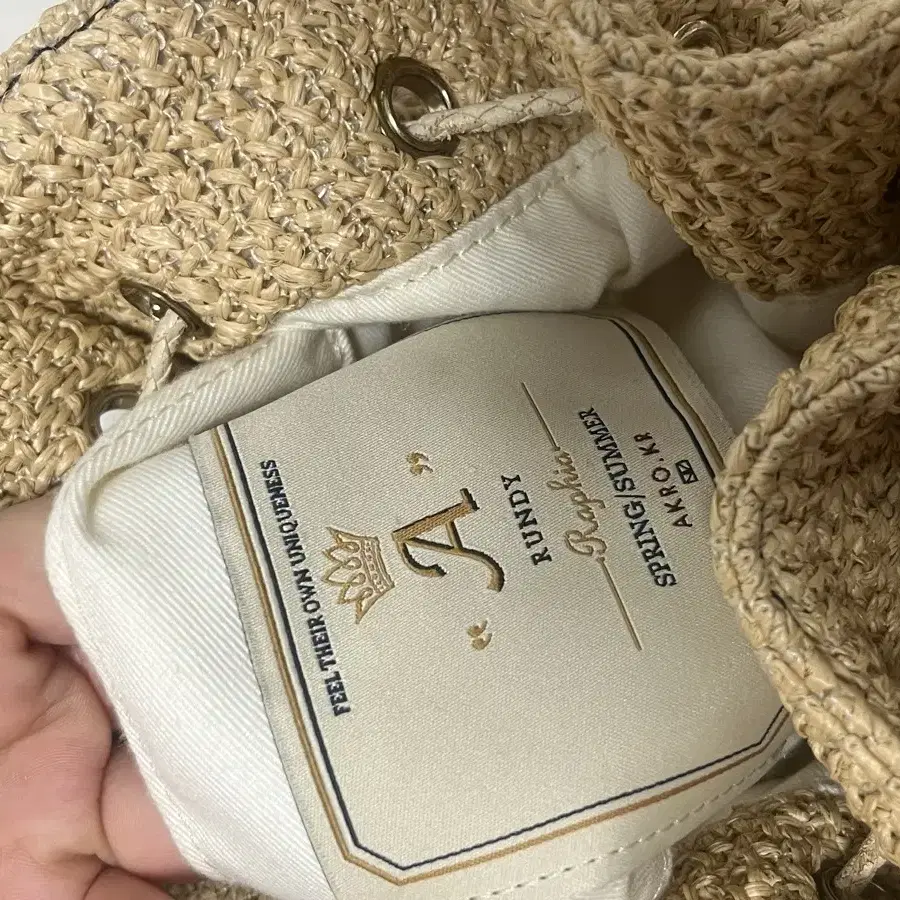 FEEL THEIR OWN UNIQUENESS
“A”
RUNDY
Raphia
SPRING/SUMMER
AKRO.KR